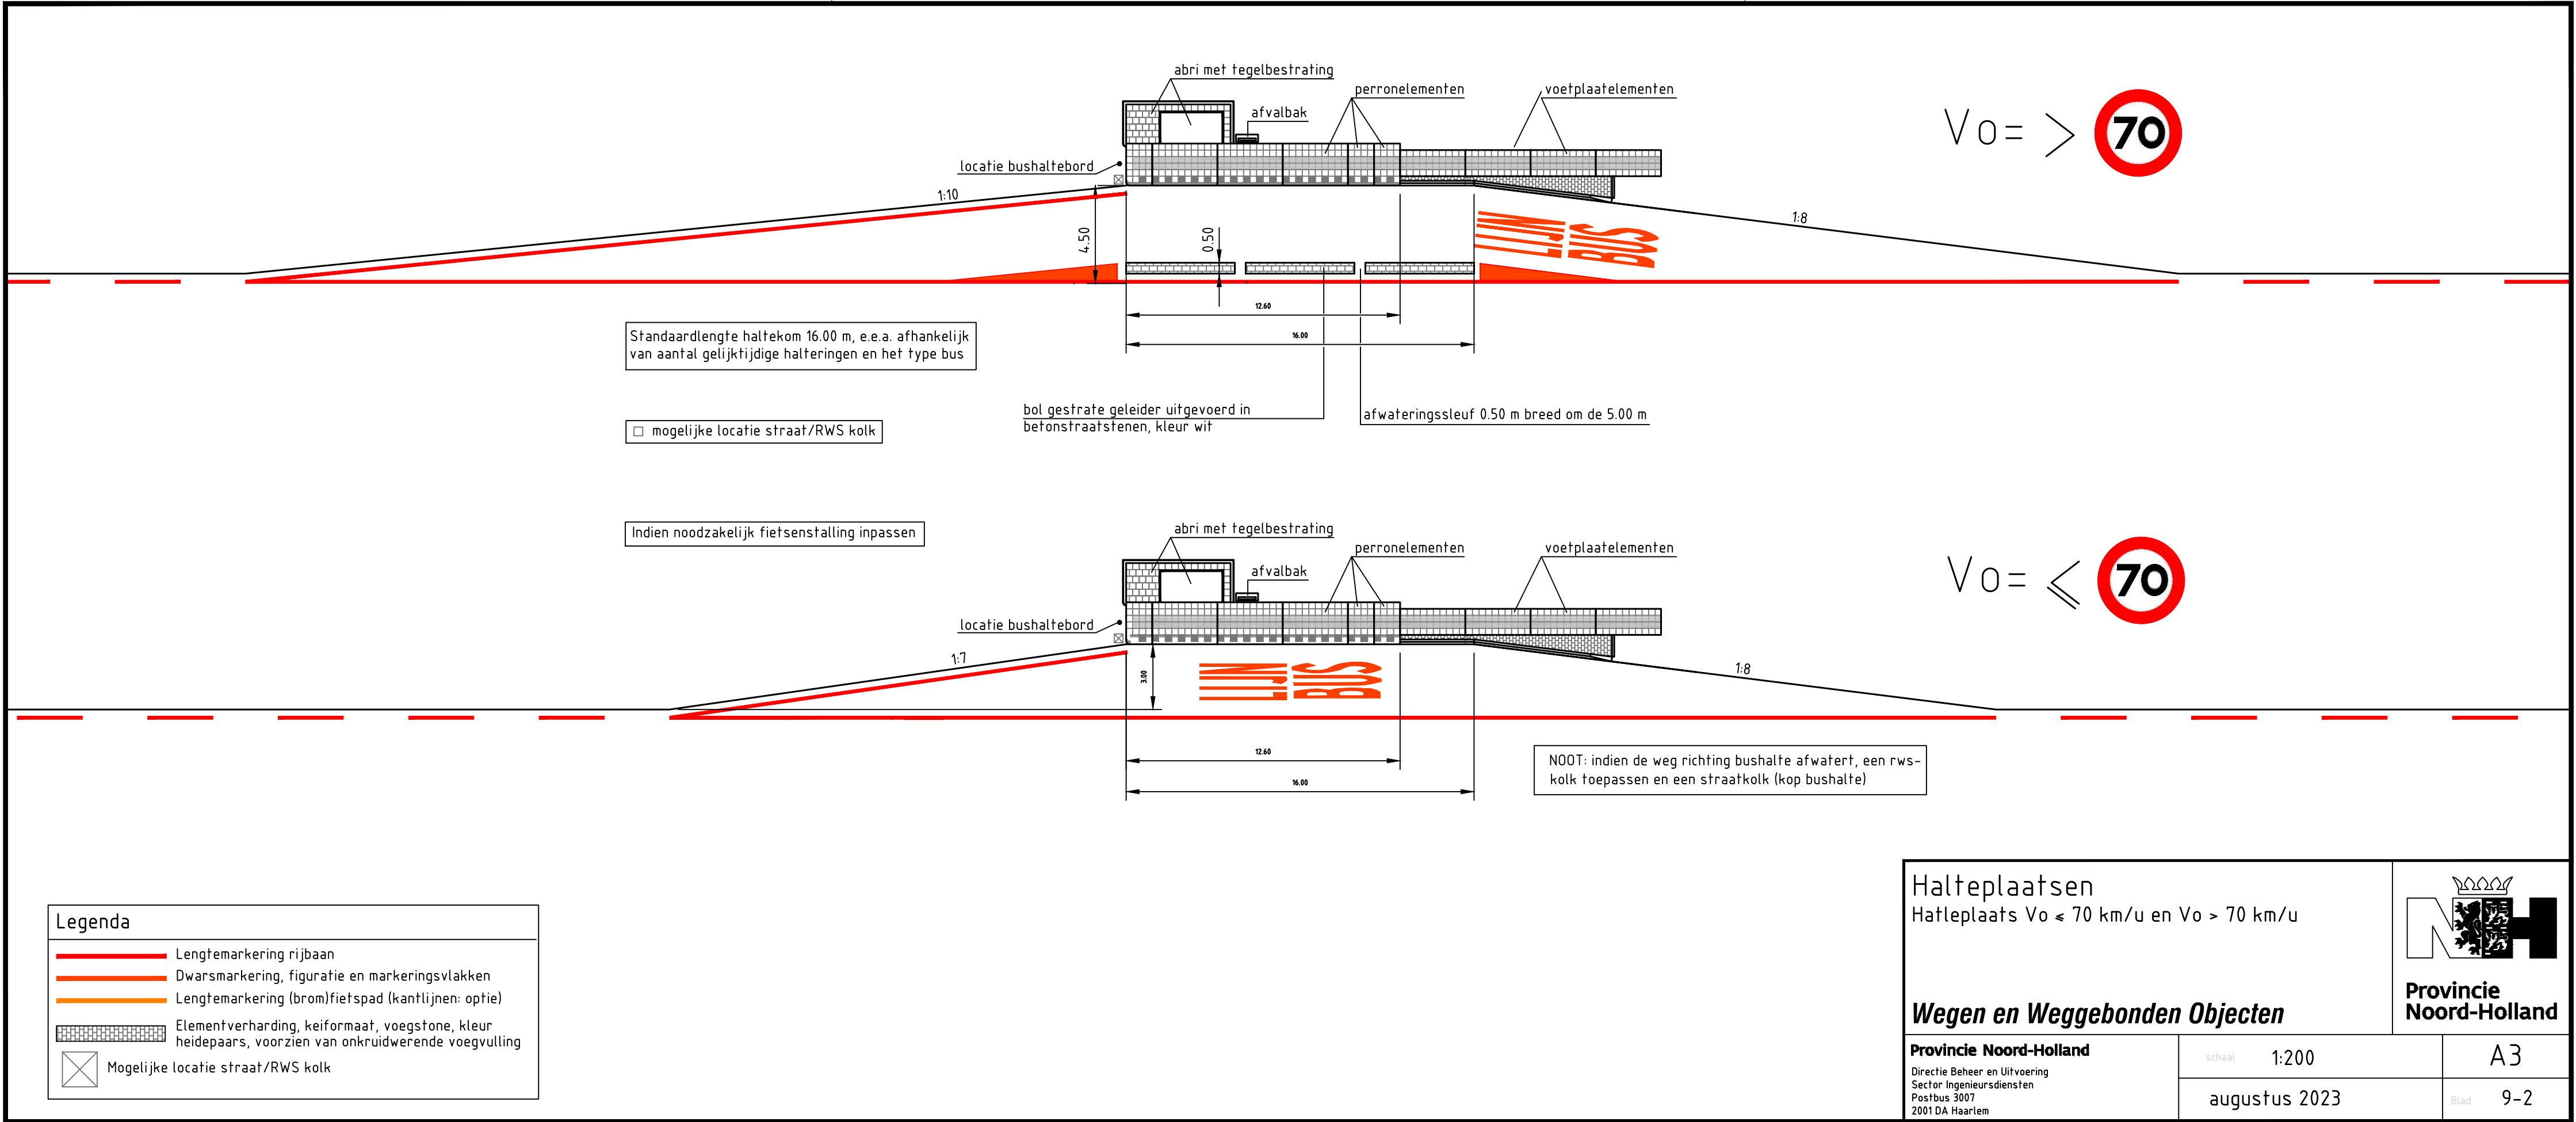 abri met tegelbestrating
perronelementen
voetplaatelementen
afvalbak
locatie bushaltebord
1:10
4.50
0.50
LIJN
BUS
1:8
Vo= > 70
12.60
16.00
Standaardlengte haltekom 16.00 m, e.e.a. afhankelijk
van aantal gelijktijdige halteringen en het type bus
bol gestrate geleider uitgevoerd in
betonstraatstenen, kleur wit
afwateringssleuf 0.50 m breed om de 5.00 m
mogelijke locatie straat/RWS kolk
Indien noodzakelijk fietsenstalling inpassen
abri met tegelbestrating
perronelementen
voetplaatelementen
afvalbak
locatie bushaltebord
1:7
3.00
LIJN
BUS
1:8
Vo= ⩽ 70
12.60
16.00
NOOT: indien de weg richting bushalte afwatert, een rws-
kolk toepassen en een straatkolk (kop bushalte)
Legenda
Lengtemarkering rijbaan
Dwarsmarkering, figuratie en markeringsvlakken
Lengtemarkering (brom)fietspad (kantlijnen: optie)
Elementverharding, keiformaat, voegstone, kleur
heidepaars, voorzien van onkruidwerende voegvulling
Mogelijke locatie straat/RWS kolk
Halteplaatsen
Hatleplaats Vo ⩽ 70 km/u en Vo > 70 km/u
Wegen en Weggebonden Objecten
NH
Provincie
Noord-Holland
Provincie Noord-Holland
Directie Beheer en Uitvoering
Sector Ingenieursdiensten
Postbus 3007
2001 DA Haarlem
schaal 1:200
A3
augustus 2023
Blad 9-2